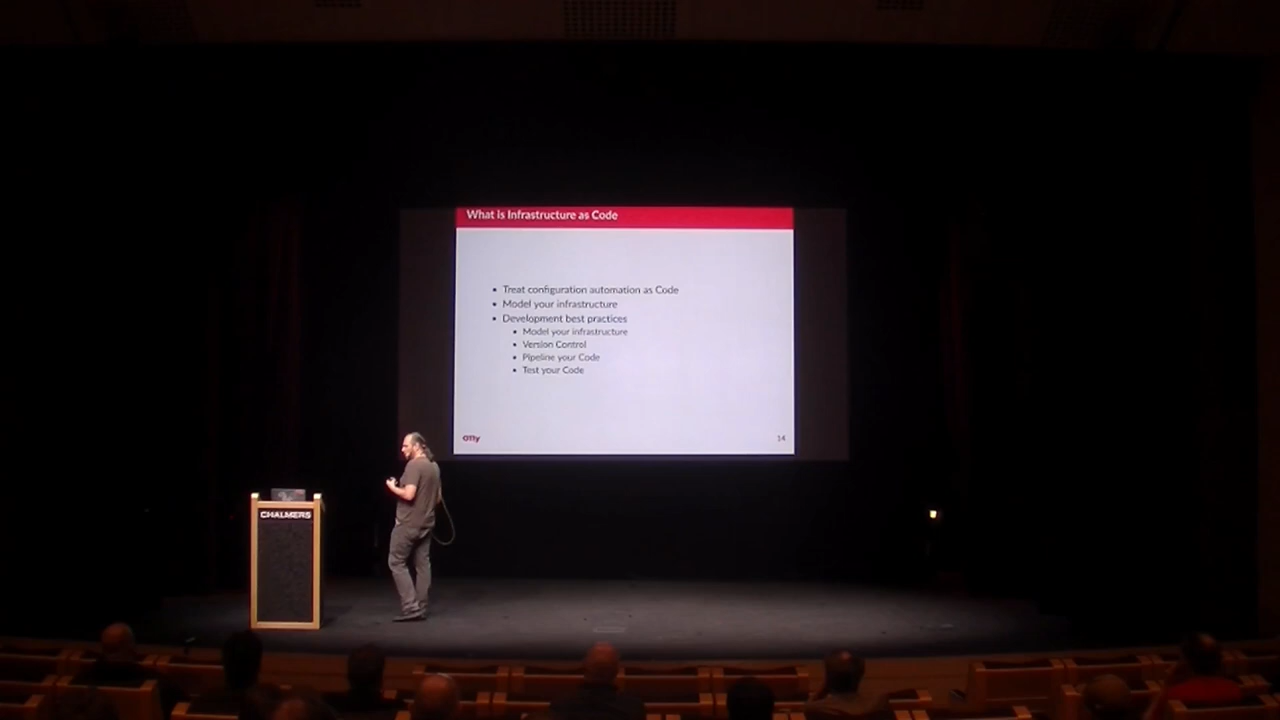 What is Infrastructure as Code
• Treat configuration automation as Code
• Model your infrastructure
• Development best practices
• Model your infrastructure
• Version Control
• Pipeline your Code
• Test your Code
o11y
14
CHALMERS